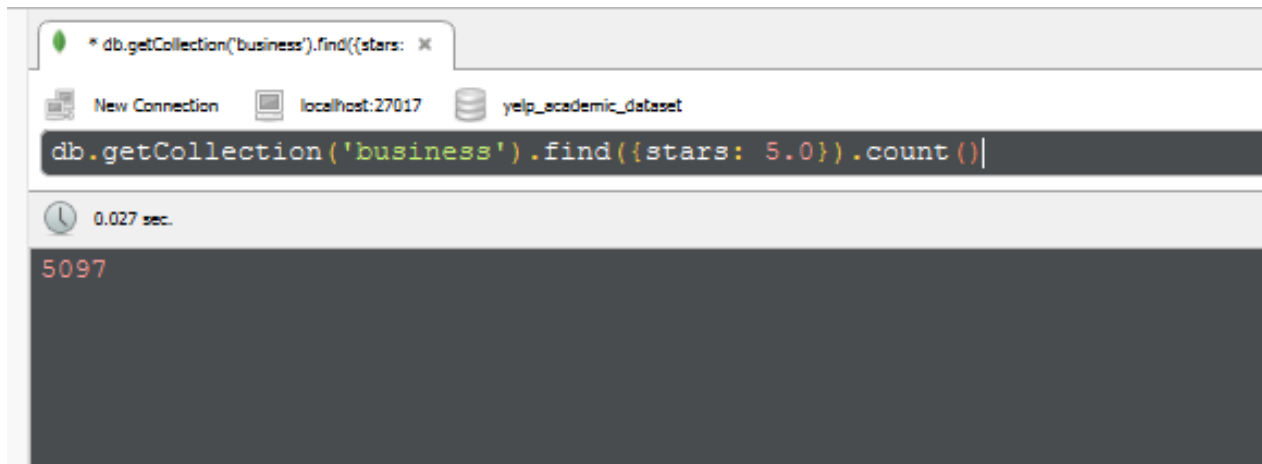 * db.getCollection('business').find({stars:
New Connection localhost:27017 yelp_academic_dataset
db.getCollection('business').find({stars: 5.0}).count()
0.027 sec.
5097